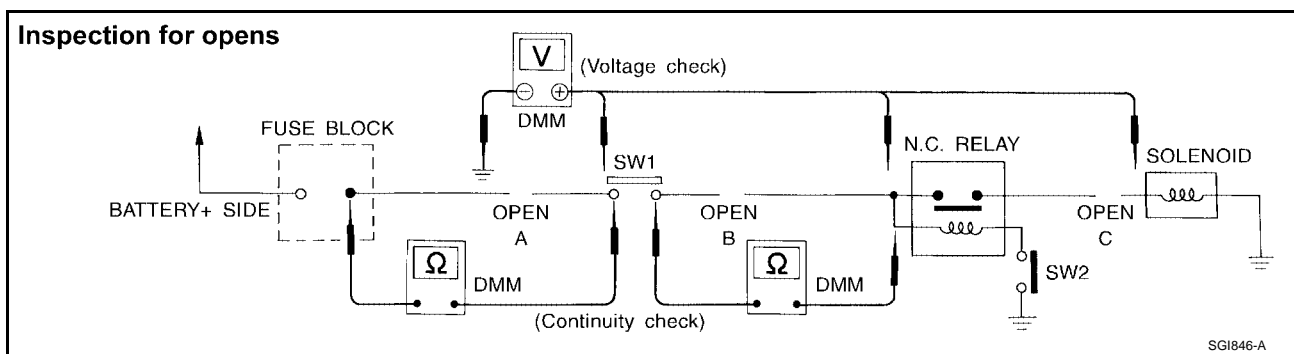 Inspection for opens
V
(Voltage check)
⊖ ⊕
DMM
FUSE BLOCK
N.C. RELAY
SW1
SOLENOID
BATTERY+ SIDE
OPEN
A
OPEN
B
OPEN
C
Ω
DMM
Ω
DMM
SW2
(Continuity check)
SGI846-A